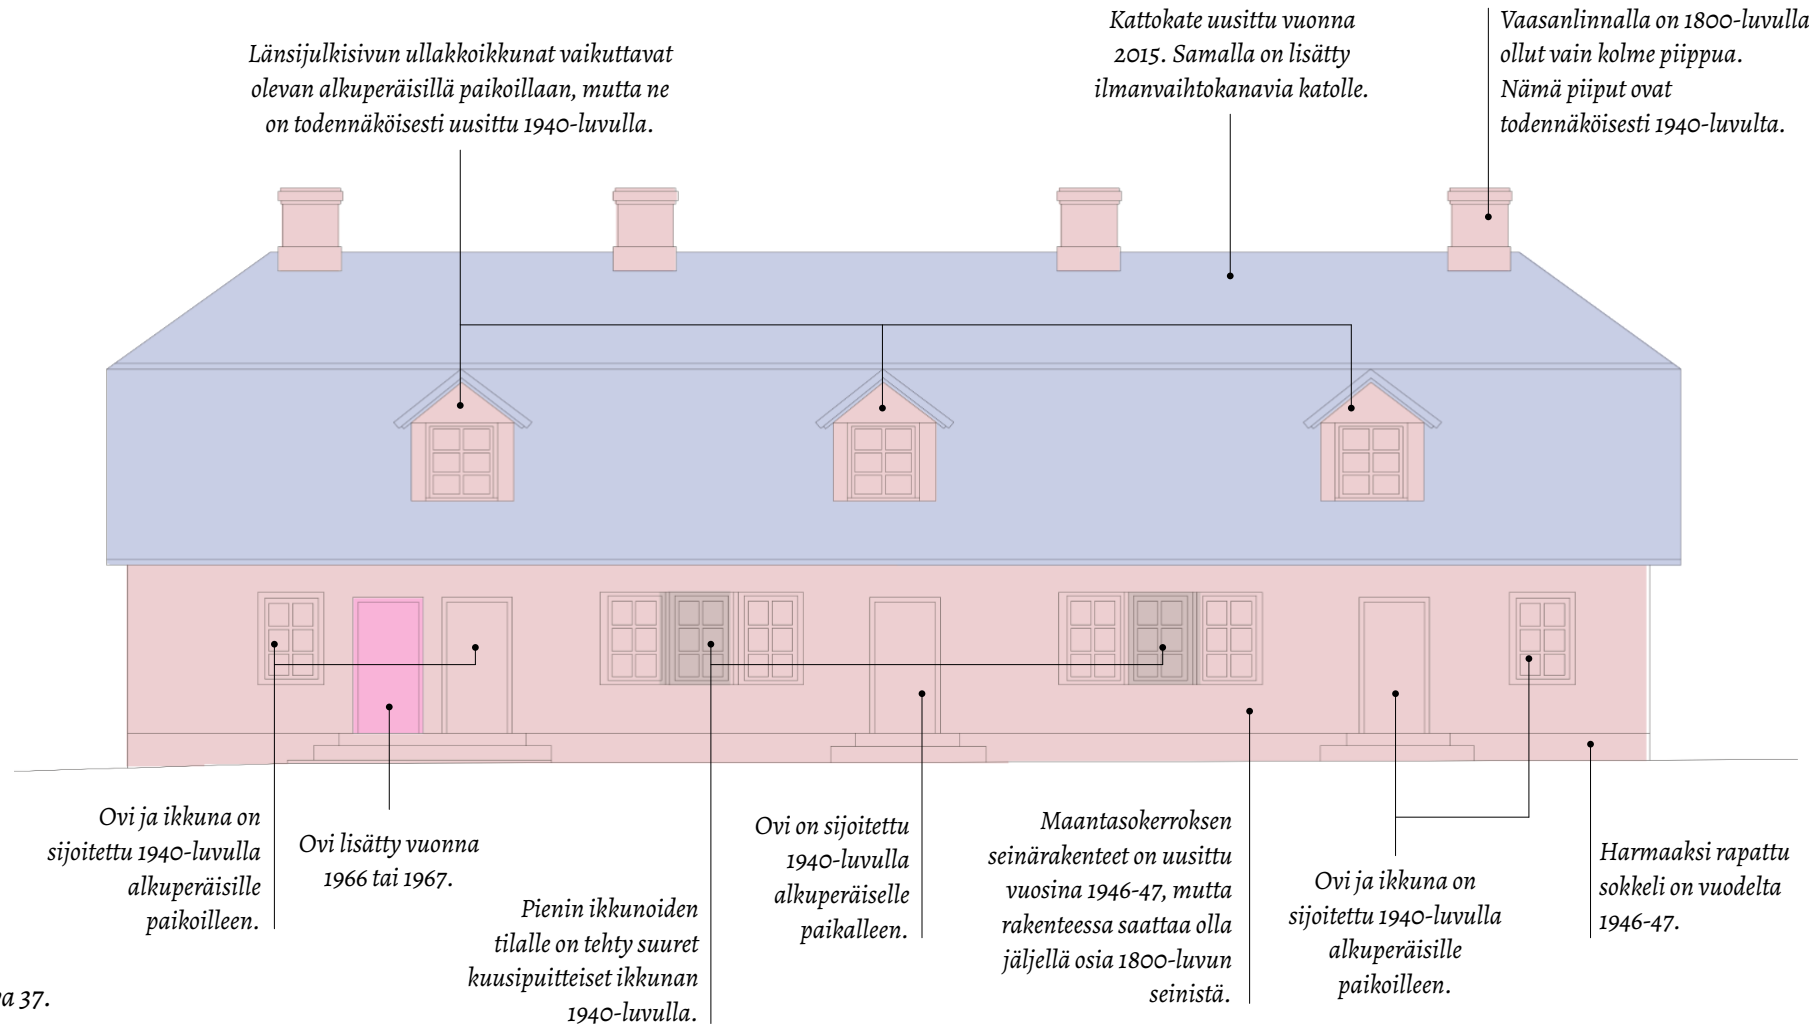 Länsijulkisivun ullakkoikkunat vaikuttavat
olevan alkuperäisillä paikoillaan, mutta ne
on todennäköisesti uusittu 1940-luvulla.
Kattokate uusittu vuonna
2015. Samalla on lisätty
ilmanvaihtokanavia katolle.
Vaasanlinnalla on 1800-luvulla
ollut vain kolme piippua.
Nämä piiput ovat
todennäköisesti 1940-luvulta.
Ovi ja ikkuna on
sijoitettu 1940-luvulla
alkuperäisille
paikoilleen.
Ovi lisätty vuonna
1966 tai 1967.
Pienin ikkunoiden
tilalle on tehty suuret
kuusipuitteiset ikkunan
1940-luvulla.
Ovi on sijoitettu
1940-luvulla
alkuperäiselle
paikalleen.
Maantasokerroksen
seinärakenteet on uusittu
vuosina 1946-47, mutta
rakenteessa saattaa olla
jäljellä osia 1800-luvun
seinistä.
Ovi ja ikkuna on
sijoitettu 1940-luvulla
alkuperäisille
paikoilleen.
Harmaaksi rapattu
sokkeli on vuodelta
1946-47.
a 37.